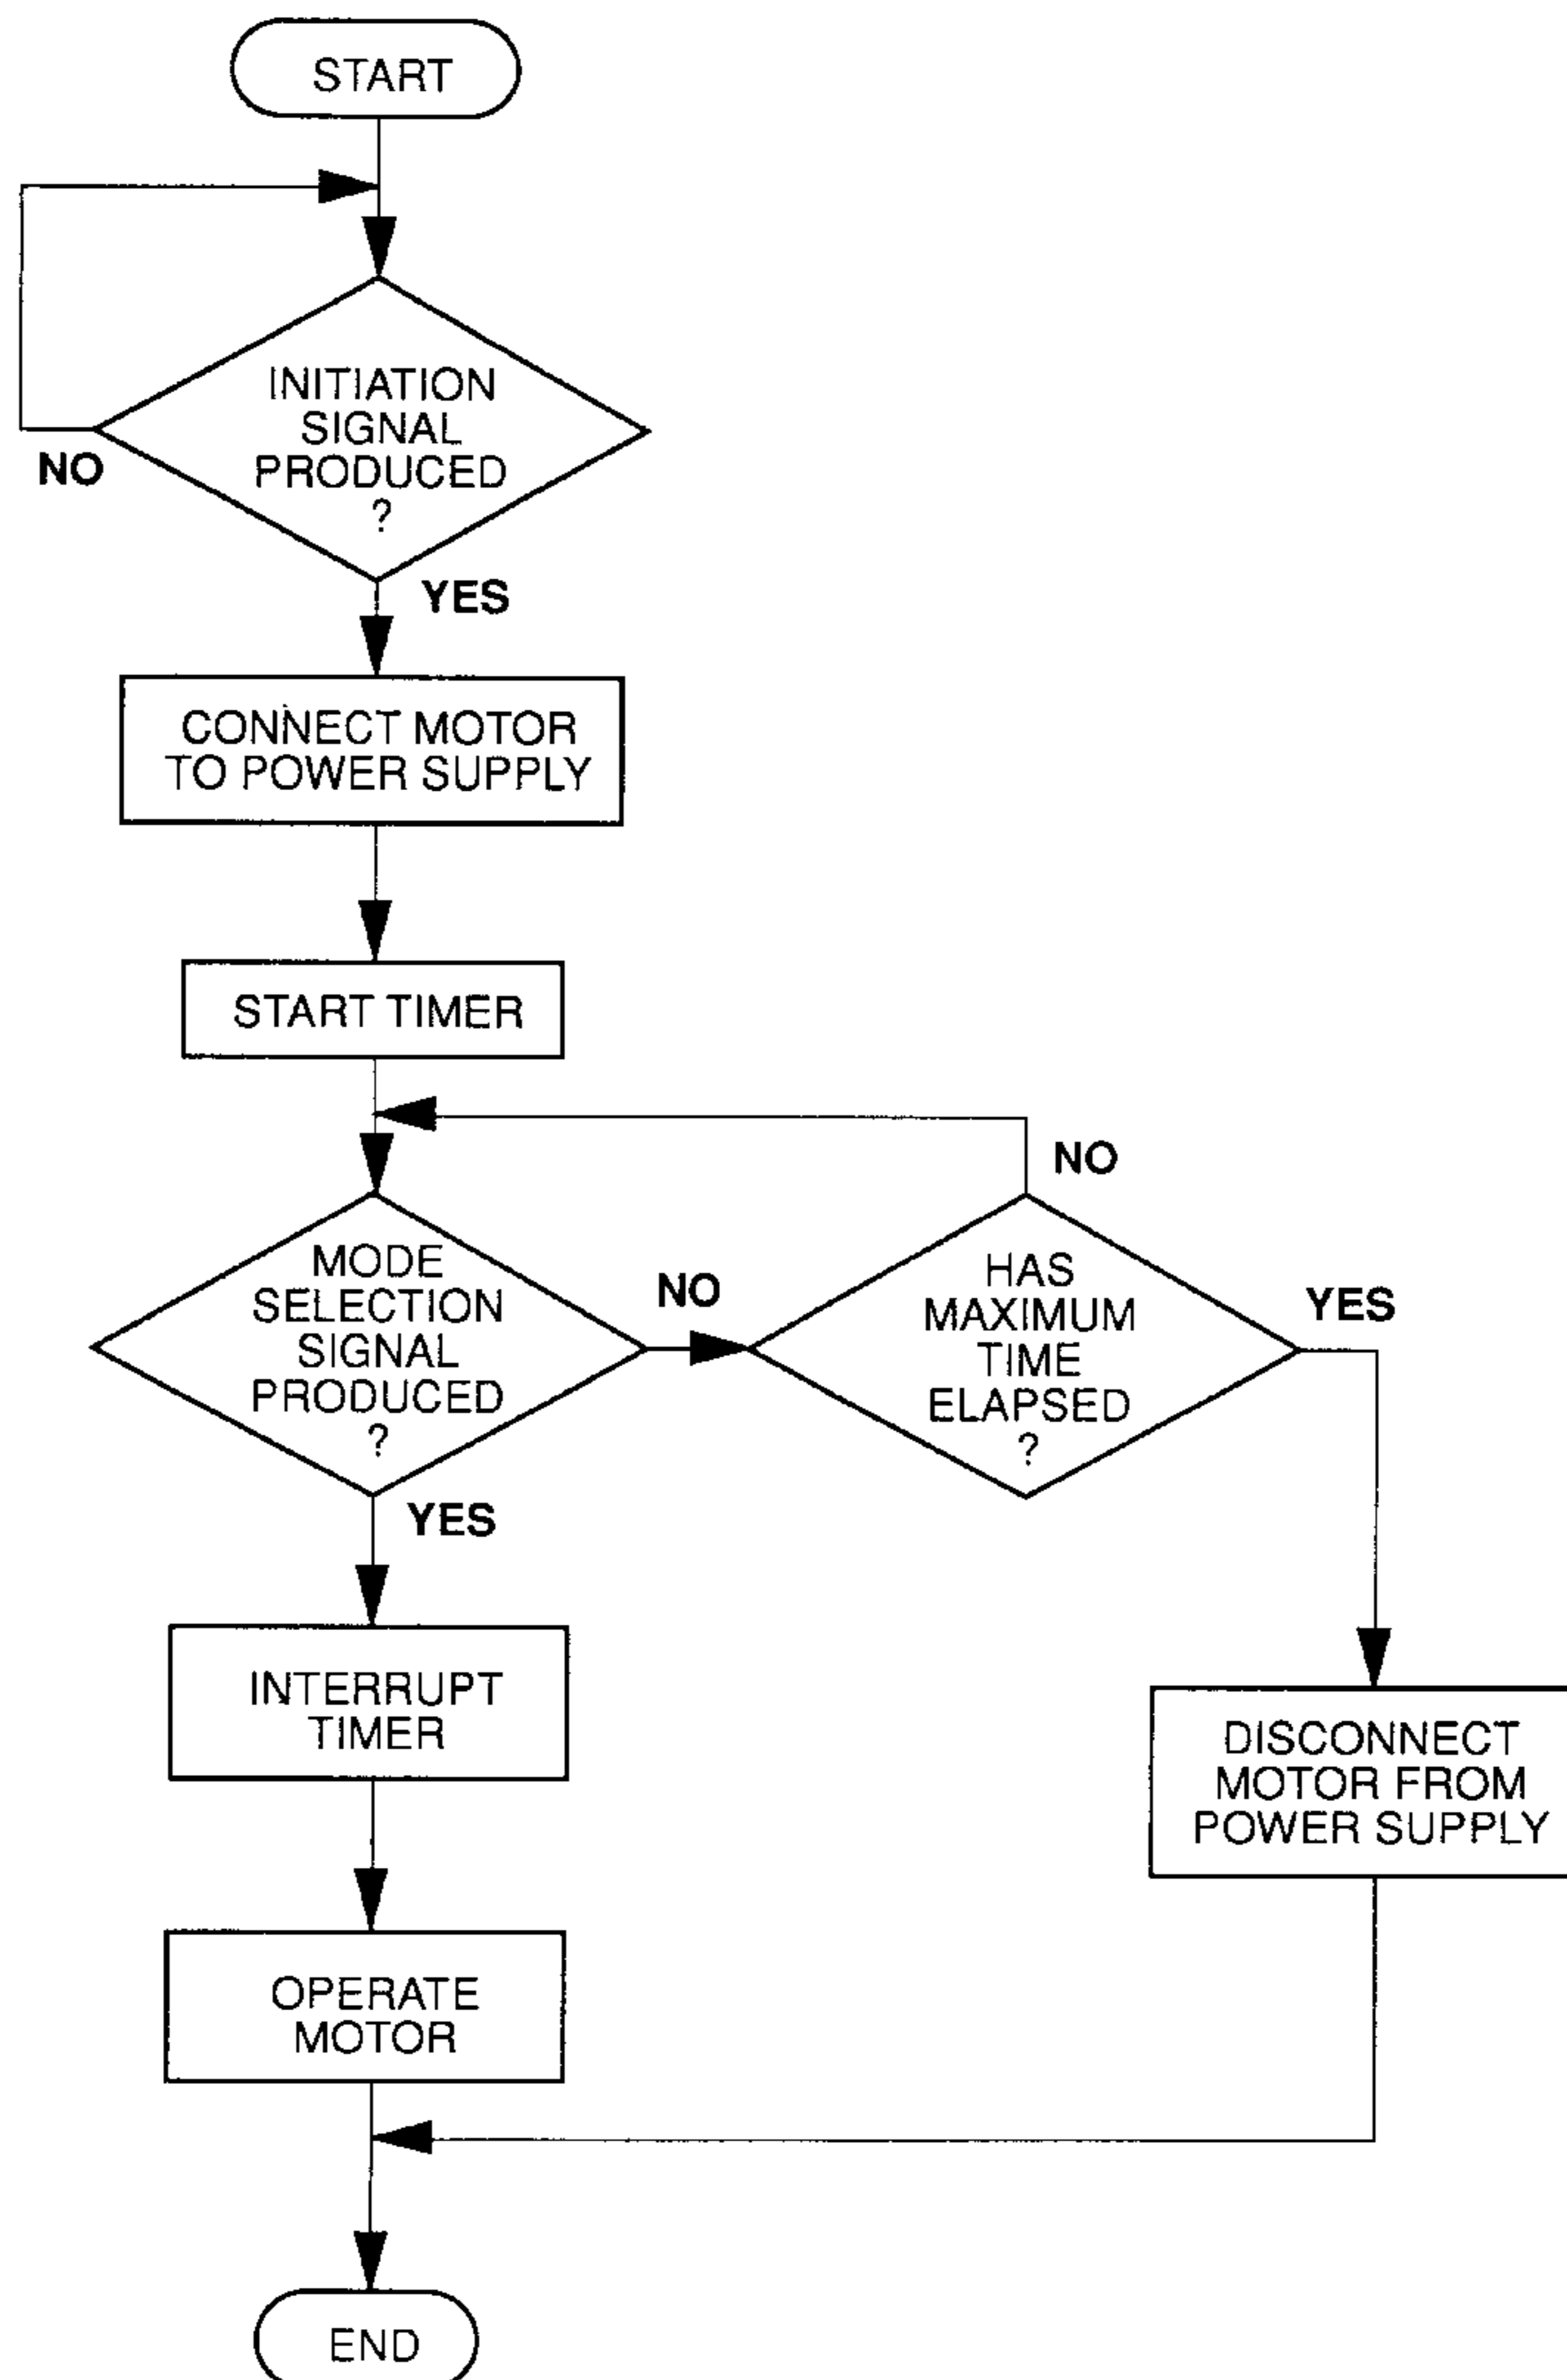 START
INITIATION
SIGNAL
PRODUCED
?
NO
YES
CONNECT MOTOR
TO POWER SUPPLY
START TIMER
NO
MODE
SELECTION
SIGNAL
PRODUCED
?
NO
HAS
MAXIMUM
TIME
ELAPSED
?
YES
YES
INTERRUPT
TIMER
DISCONNECT
MOTOR FROM
POWER SUPPLY
OPERATE
MOTOR
END